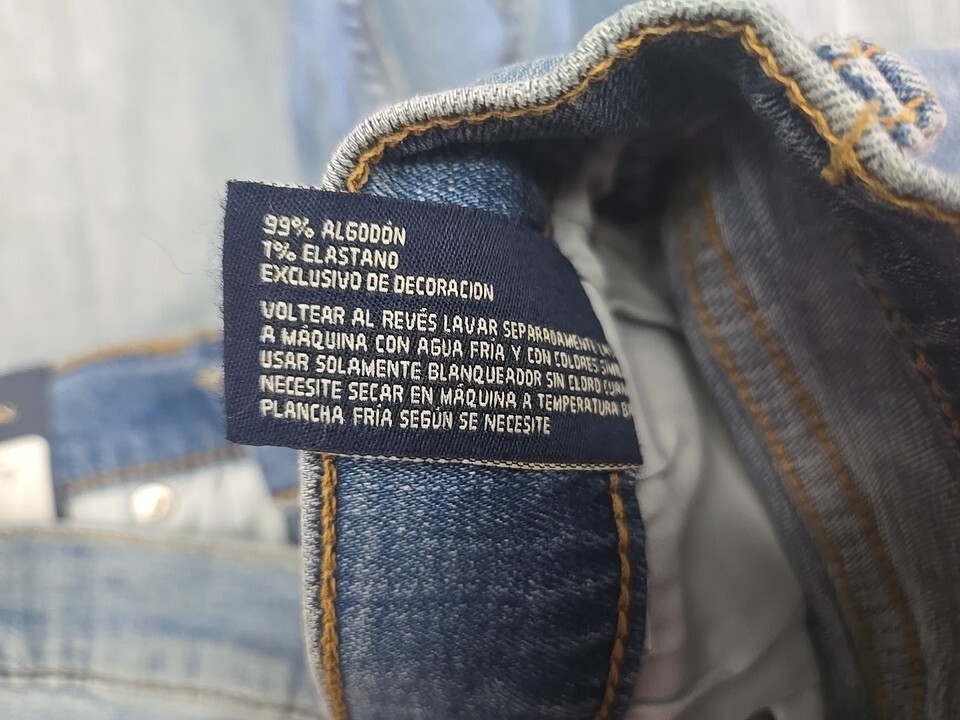 99% ALGODÓN
1% ELASTANO
EXCLUSIVO DE DECORACION
VOLTEAR AL REVÉS LAVAR SEPARADAMENTE
A MÁQUINA CON AGUA FRÍA Y CON COLORES
USAR SOLAMENTE BLANQUEADOR SIN CLORO
NECESITE SECAR EN MÁQUINA A TEMPERATURA
PLANCHA FRÍA SEGÚN SE NECESITE